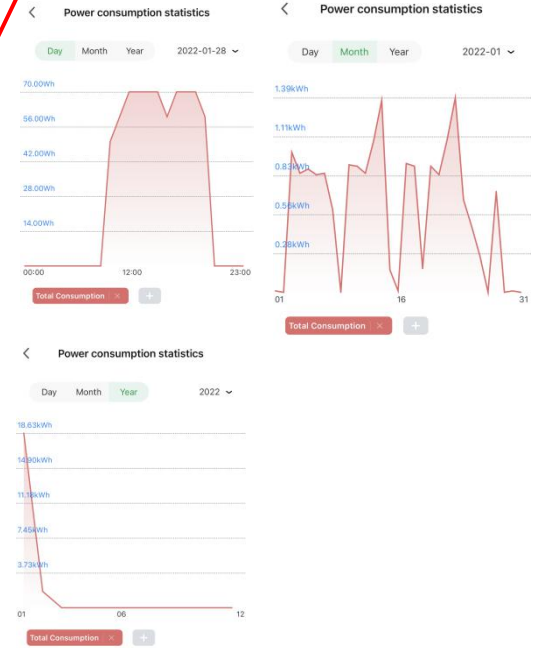 Power consumption statistics
Day Month Year 2022-01-28
70.00Wh
56.00Wh
42.00Wh
28.00Wh
14.00Wh
00:00 12:00 23:00
Total Consumption × +
Power consumption statistics
Day Month Year 2022-01
1.39kWh
1.11kWh
0.83kWh
0.56kWh
0.28kWh
01 16 31
Total Consumption × +
Power consumption statistics
Day Month Year 2022
18.63kWh
14.90kWh
11.18kWh
7.45kWh
3.73kWh
01 06 12
Total Consumption × +